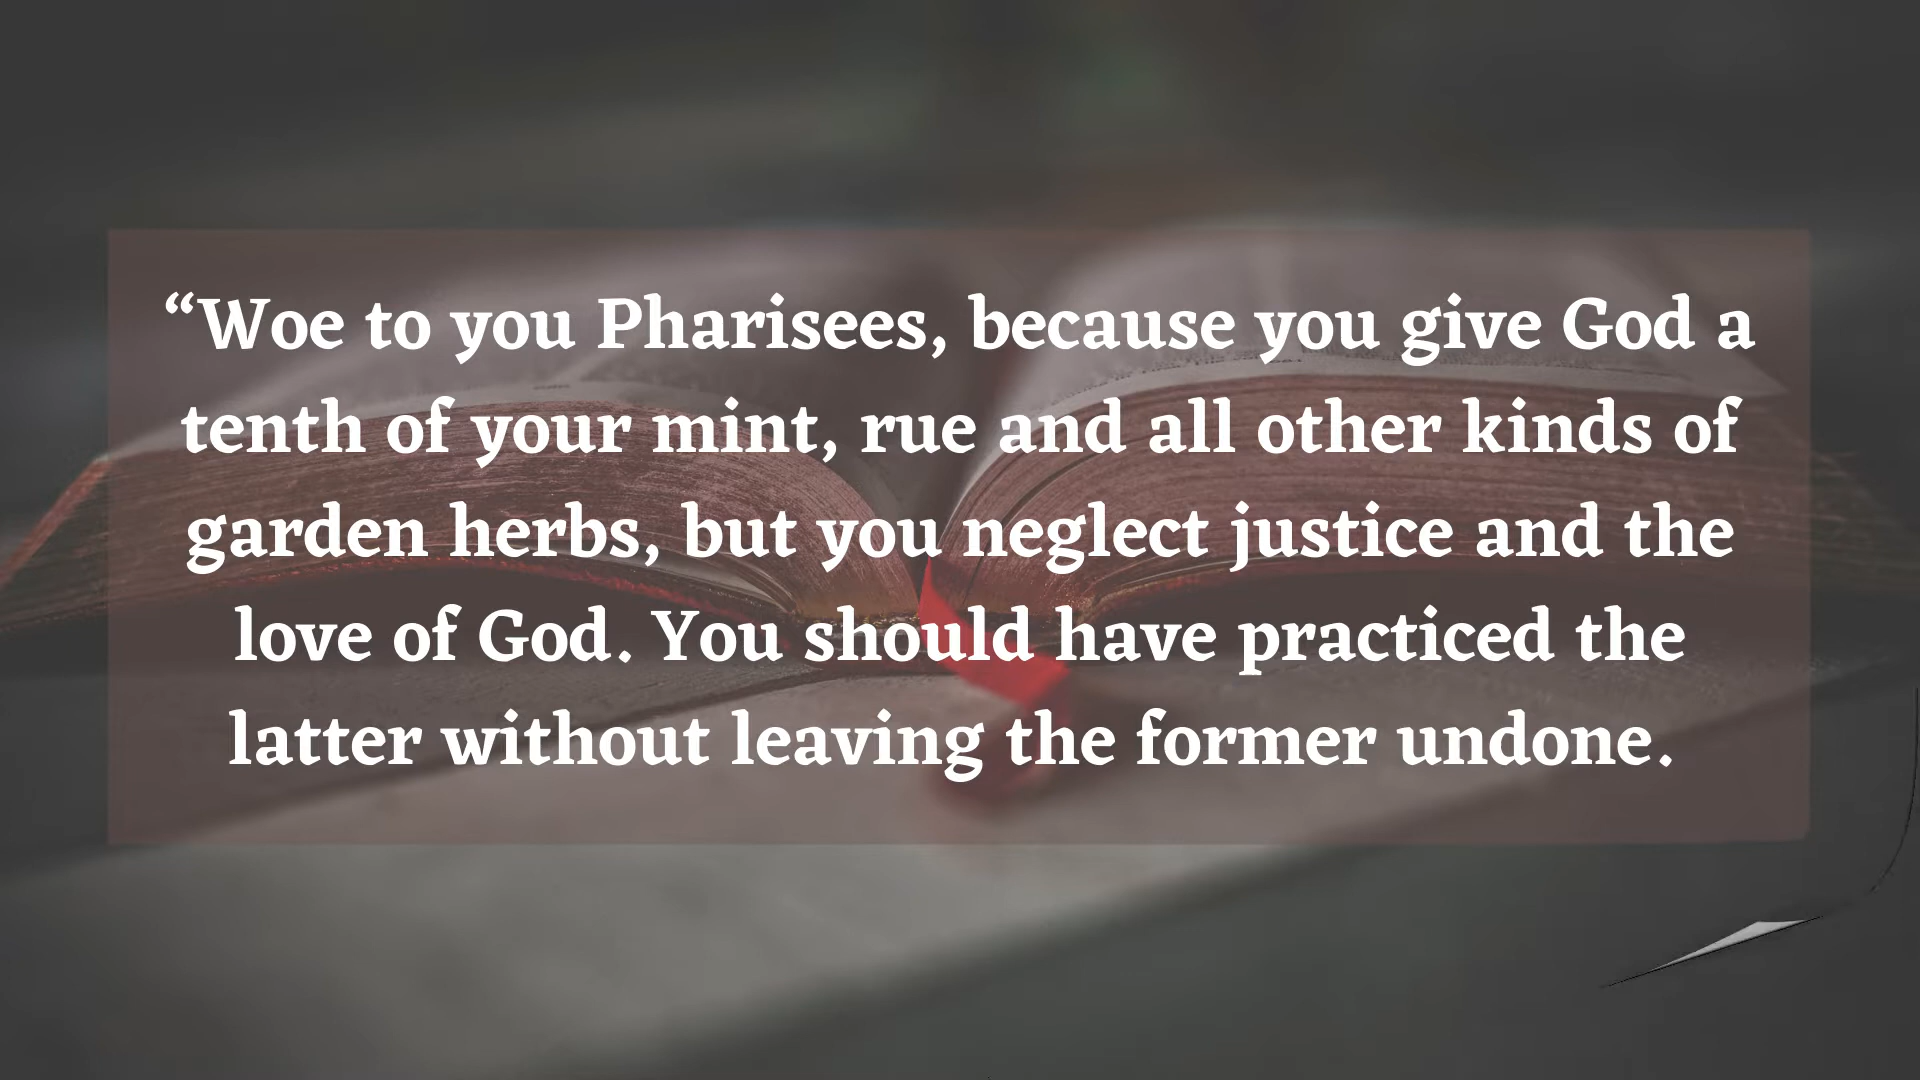 “Woe to you Pharisees, because you give God a
tenth of your mint, rue and all other kinds of
garden herbs, but you neglect justice and the
love of God. You should have practiced the
latter without leaving the former undone.